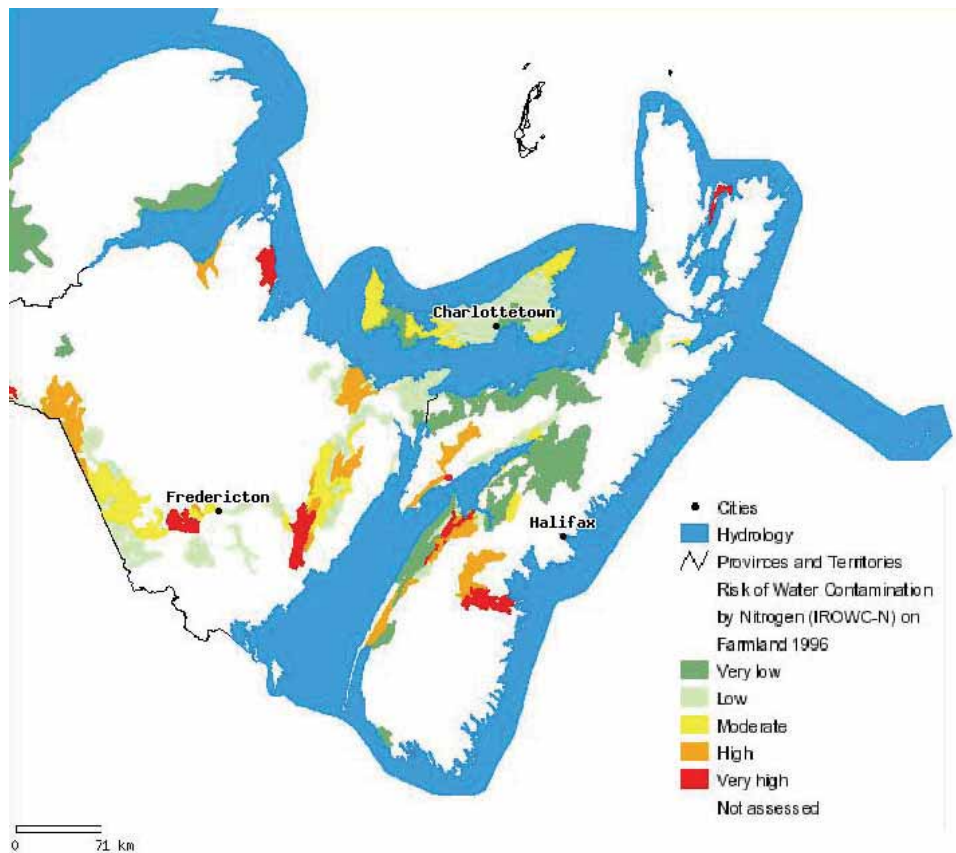 Charlottetown
Fredericton
Halifax
Cities
Hydrology
Provinces and Territories
Risk of Water Contamination
by Nitrogen (IROWC-N) on
Farmland 1996
Very low
Low
Moderate
High
Very high
Not assessed
0 71 km